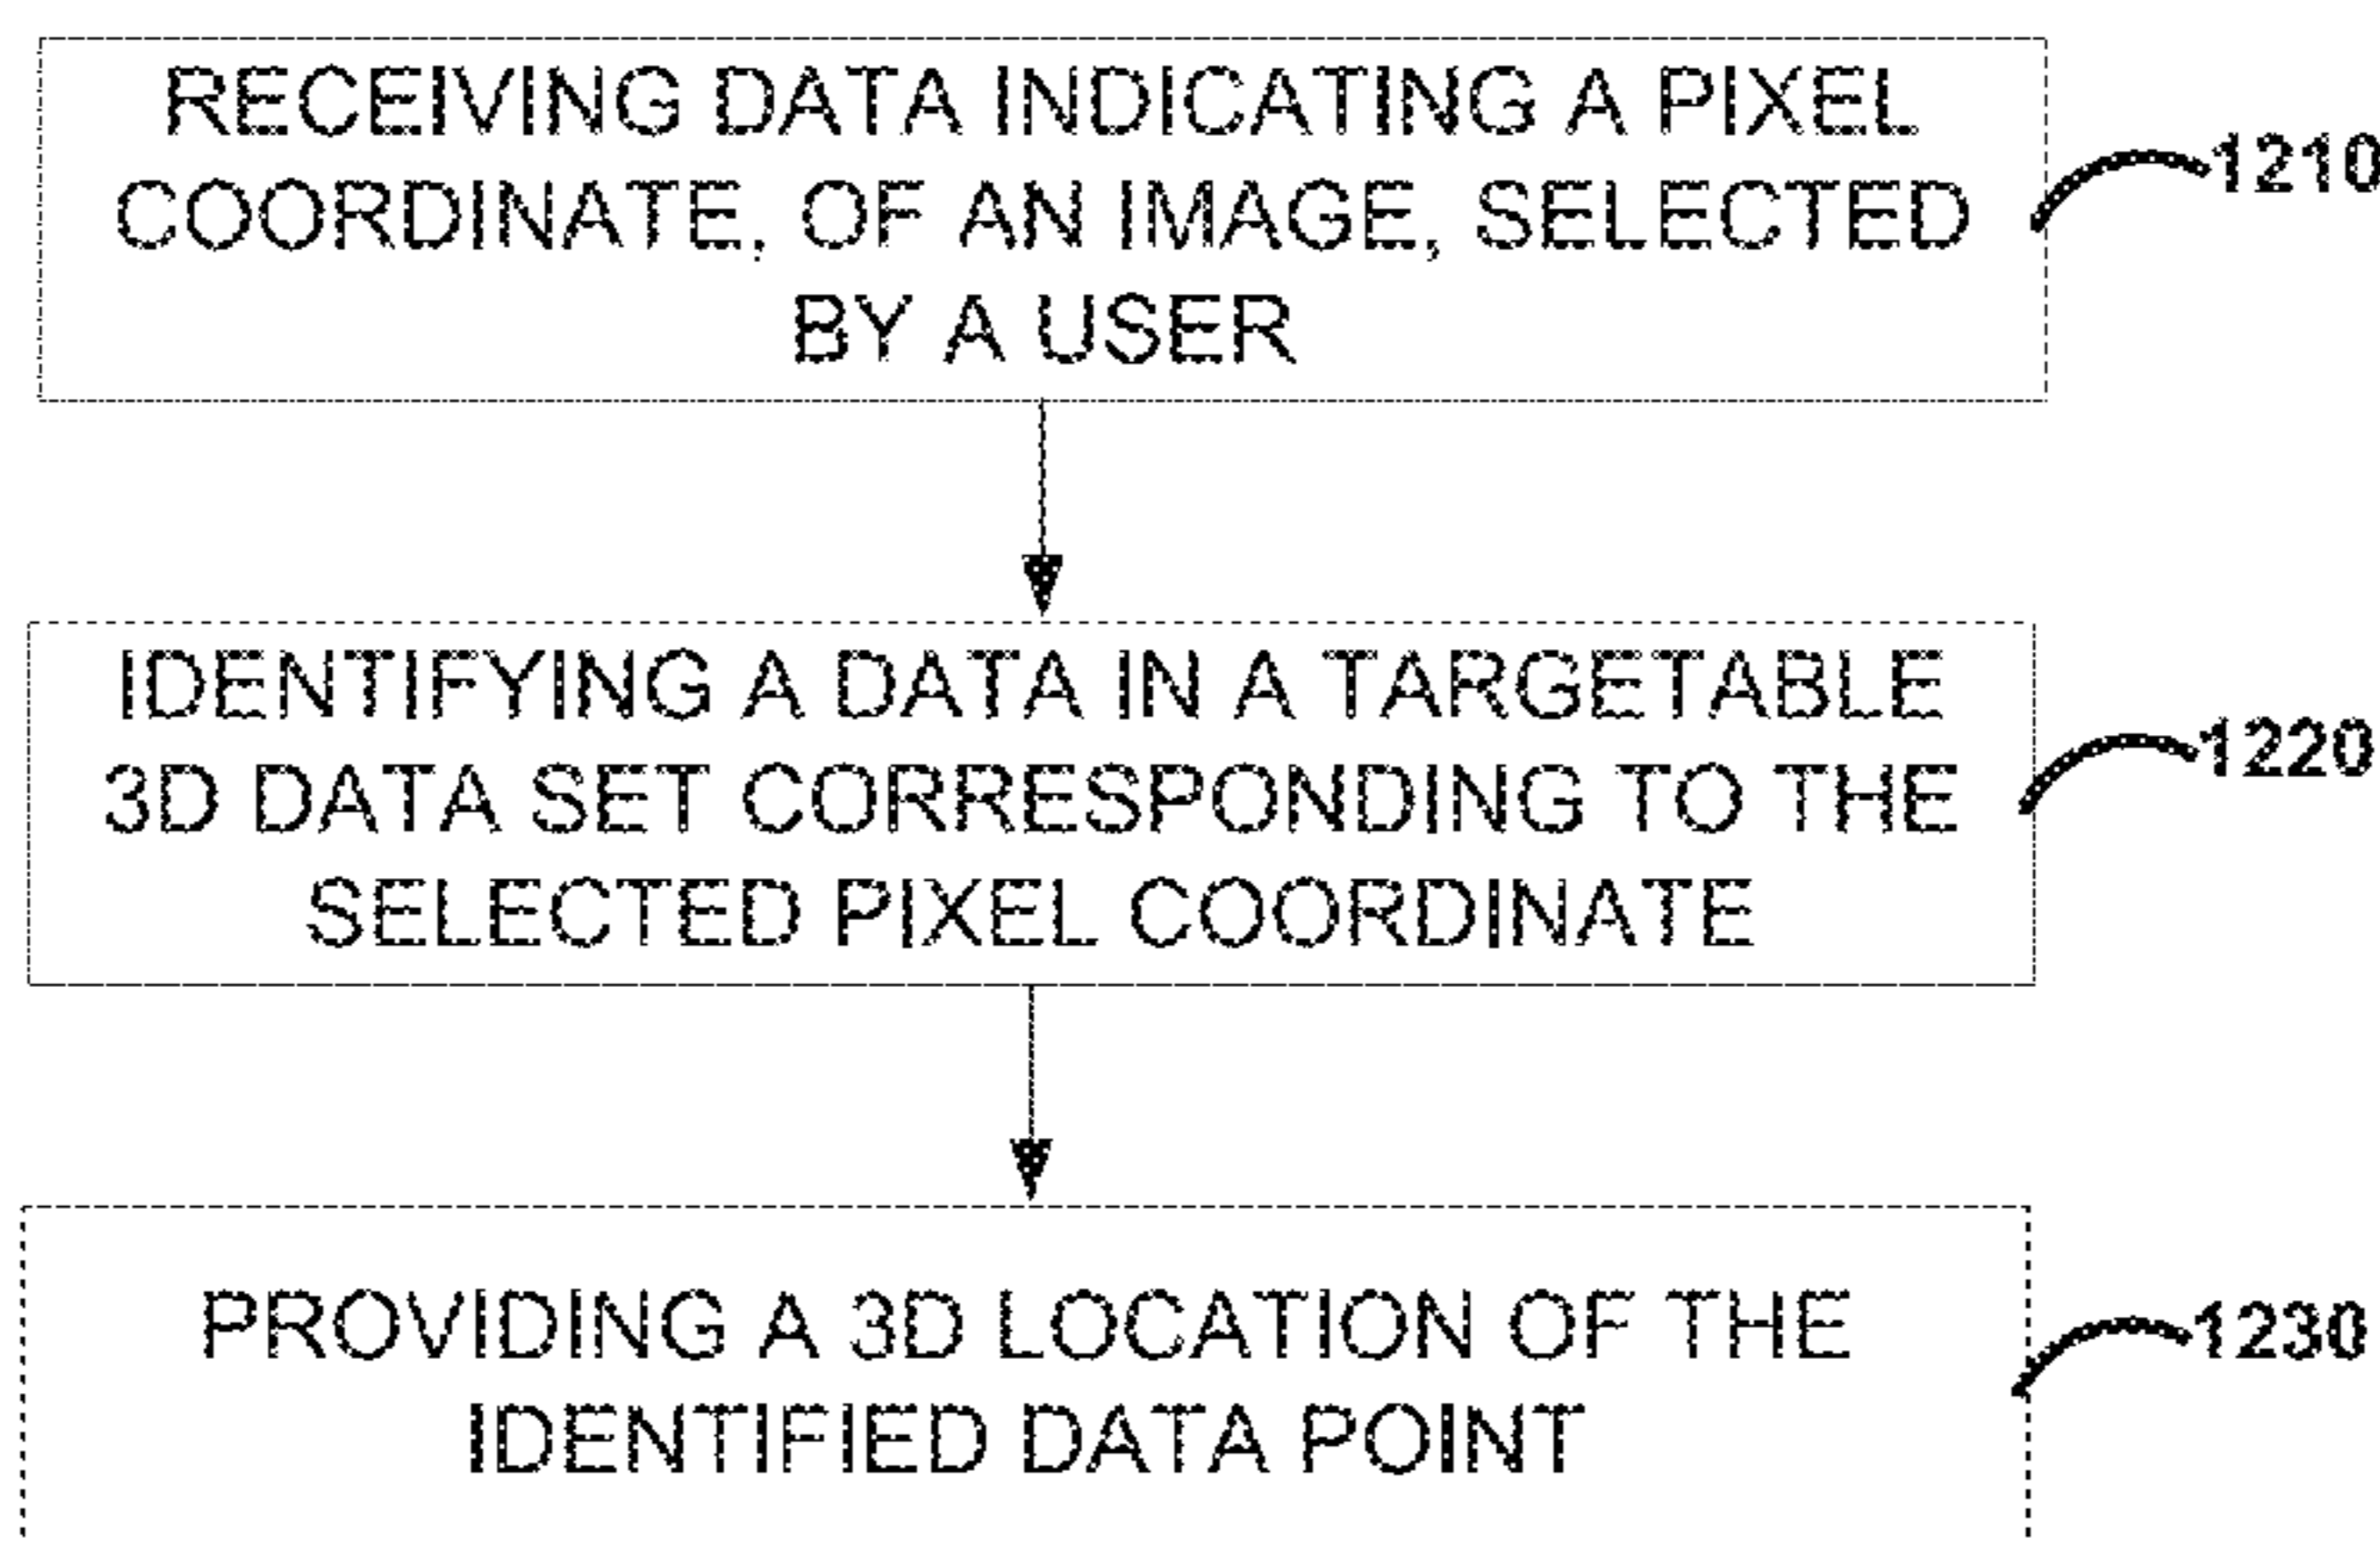 RECEIVING DATA INDICATING A PIXEL
COORDINATE, OF AN IMAGE, SELECTED
BY A USER
1210
IDENTIFYING A DATA IN A TARGETABLE
3D DATA SET CORRESPONDING TO THE
SELECTED PIXEL COORDINATE
1220
PROVIDING A 3D LOCATION OF THE
IDENTIFIED DATA POINT
1230